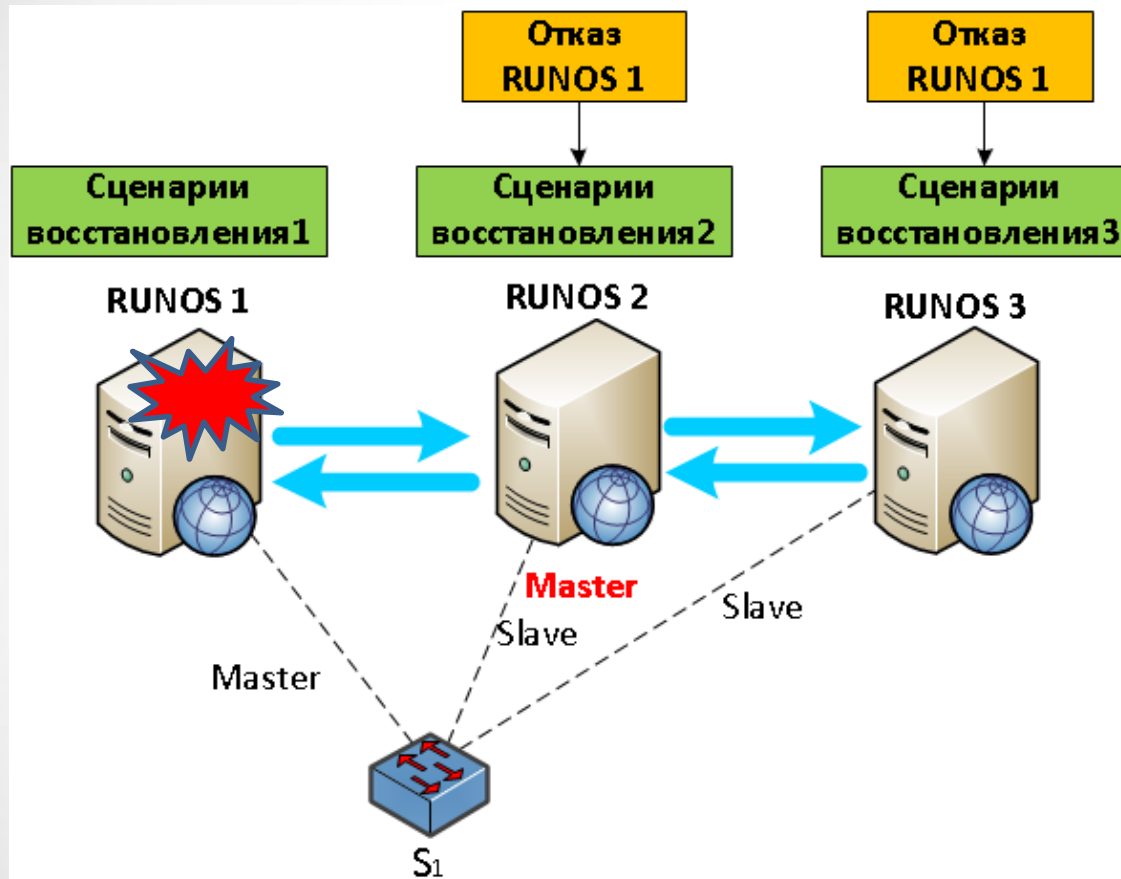 Отказ
RUNOS 1
Отказ
RUNOS 1
Сценарии
восстановления1
Сценарии
восстановления2
Сценарии
восстановления3
RUNOS 1
RUNOS 2
RUNOS 3
Master
Slave
Slave
Master
S1